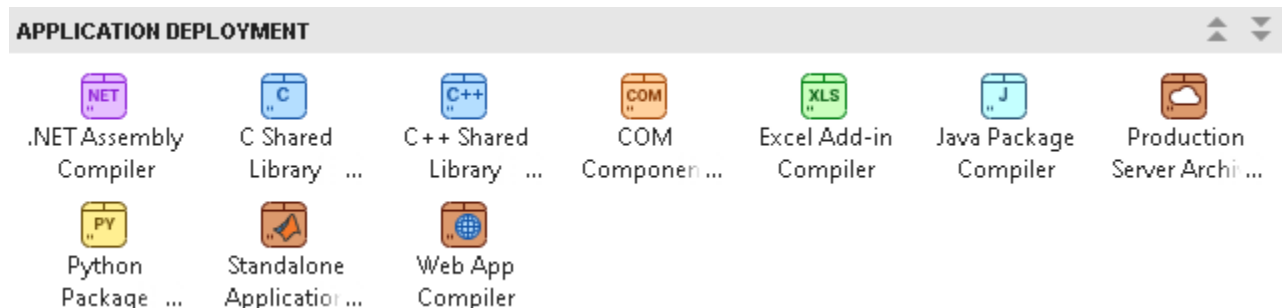 APPLICATION DEPLOYMENT
NET C C++ COM XLS J
.NET Assembly C Shared C++ Shared COM Excel Add-in Java Package Production
Compiler Library ... Library ... Componen... Compiler Compiler Server Archi...
PY
Python Standalone Web App
Package ... Application... Compiler